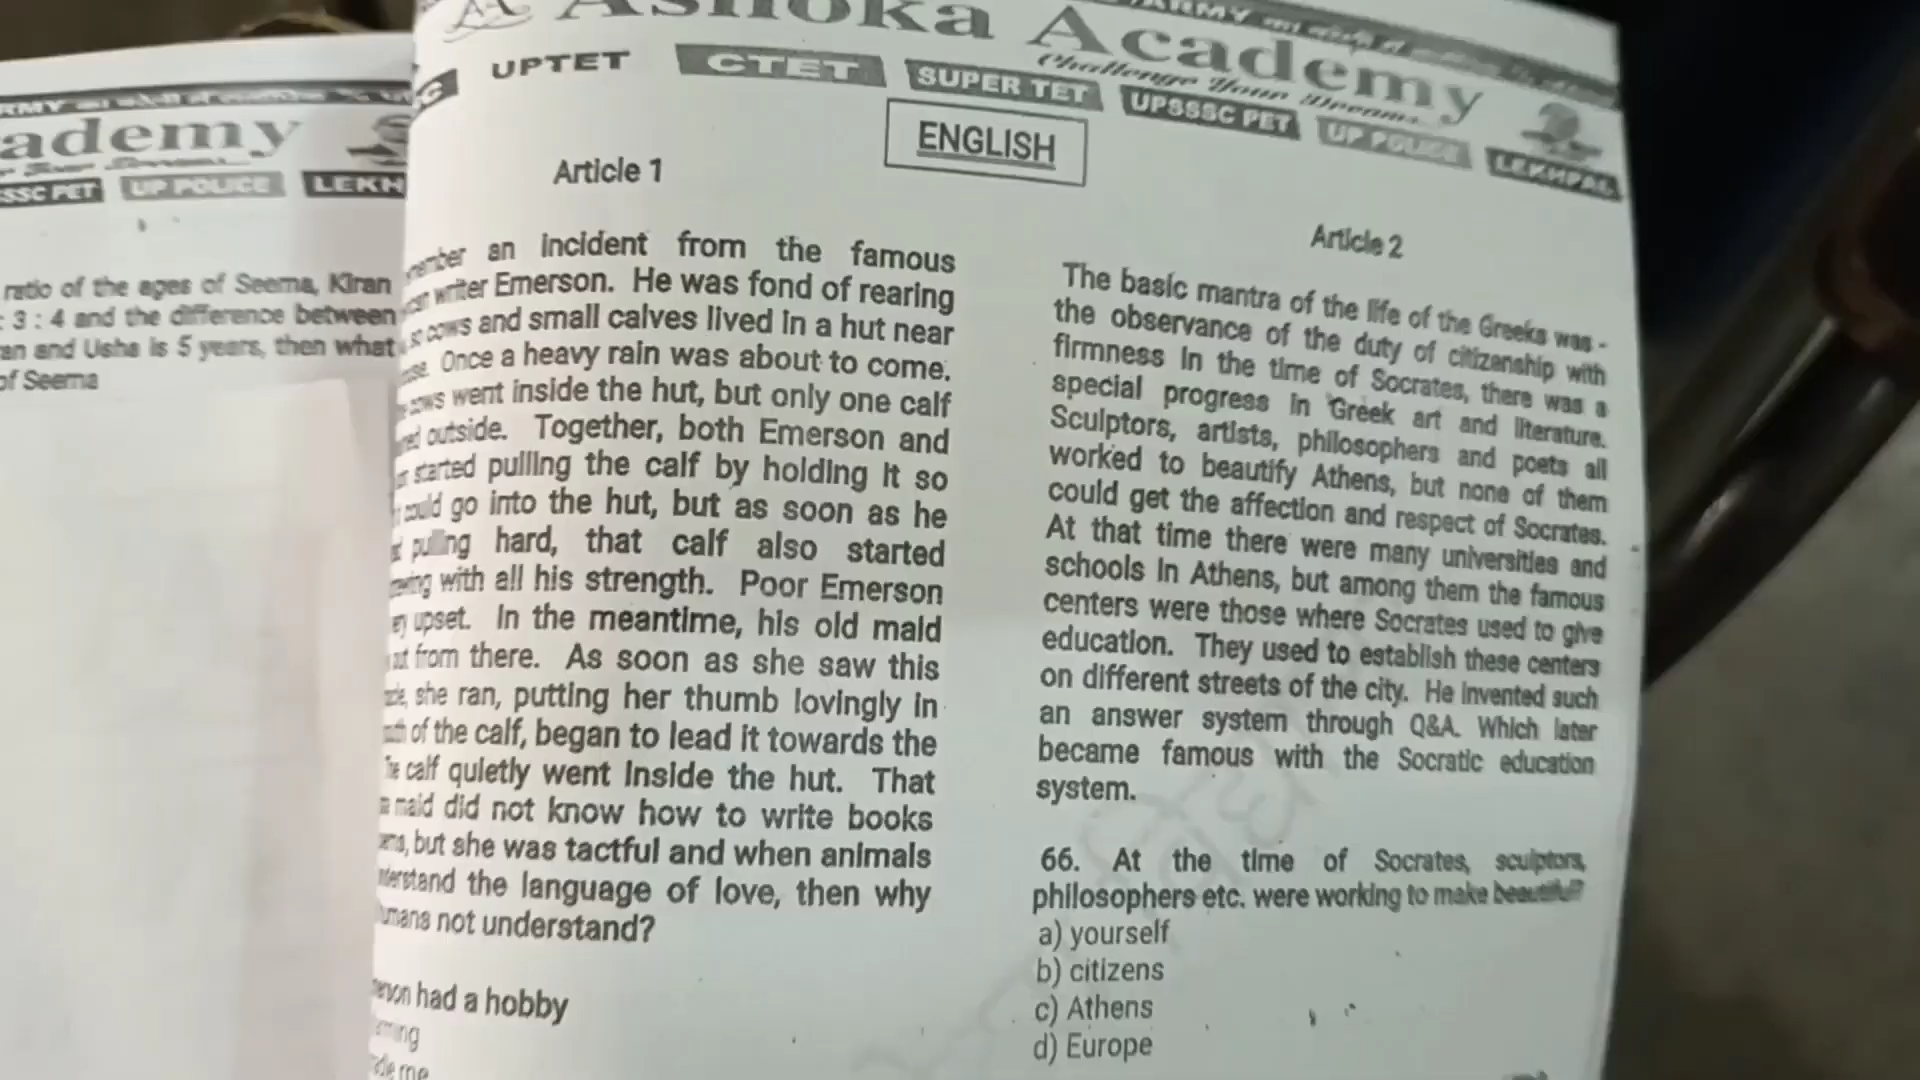 ARMY
ademy
SSC PET UP POLICE LEKH
ratio of the ages of Seema, Kiran
: 3 : 4 and the difference between
an and Usha is 5 years, then what
of Seema
Ashoka Academy
Challenge Your Dreams
UPTET CTET SUPER TET UPSSSC PET UP POLICE LEKHPAL
ENGLISH
Article 1
an incident from the famous
writer Emerson. He was fond of rearing
so cows and small calves lived in a hut near
Once a heavy rain was about to come.
cows went inside the hut, but only one calf
outside. Together, both Emerson and
started pulling the calf by holding it so
could go into the hut, but as soon as he
pulling hard, that calf also started
with all his strength. Poor Emerson
upset. In the meantime, his old maid
from there. As soon as she saw this
she ran, putting her thumb lovingly in
of the calf, began to lead it towards the
calf quietly went inside the hut. That
maid did not know how to write books
but she was tactful and when animals
the language of love, then why
not understand?
had a hobby
Article 2
The basic mantra of the life of the Greeks was -
the observance of the duty of citizenship with
firmness in the time of Socrates, there was a
special progress in Greek art and literature.
Sculptors, artists, philosophers and poets all
worked to beautify Athens, but none of them
could get the affection and respect of Socrates.
At that time there were many universities and
schools in Athens, but among them the famous
centers were those where Socrates used to give
education. They used to establish these centers
on different streets of the city. He invented such
an answer system through Q&A. Which later
became famous with the Socratic education
system.
66. At the time of Socrates, sculptors,
philosophers etc. were working to make beautiful?
a) yourself
b) citizens
c) Athens
d) Europe